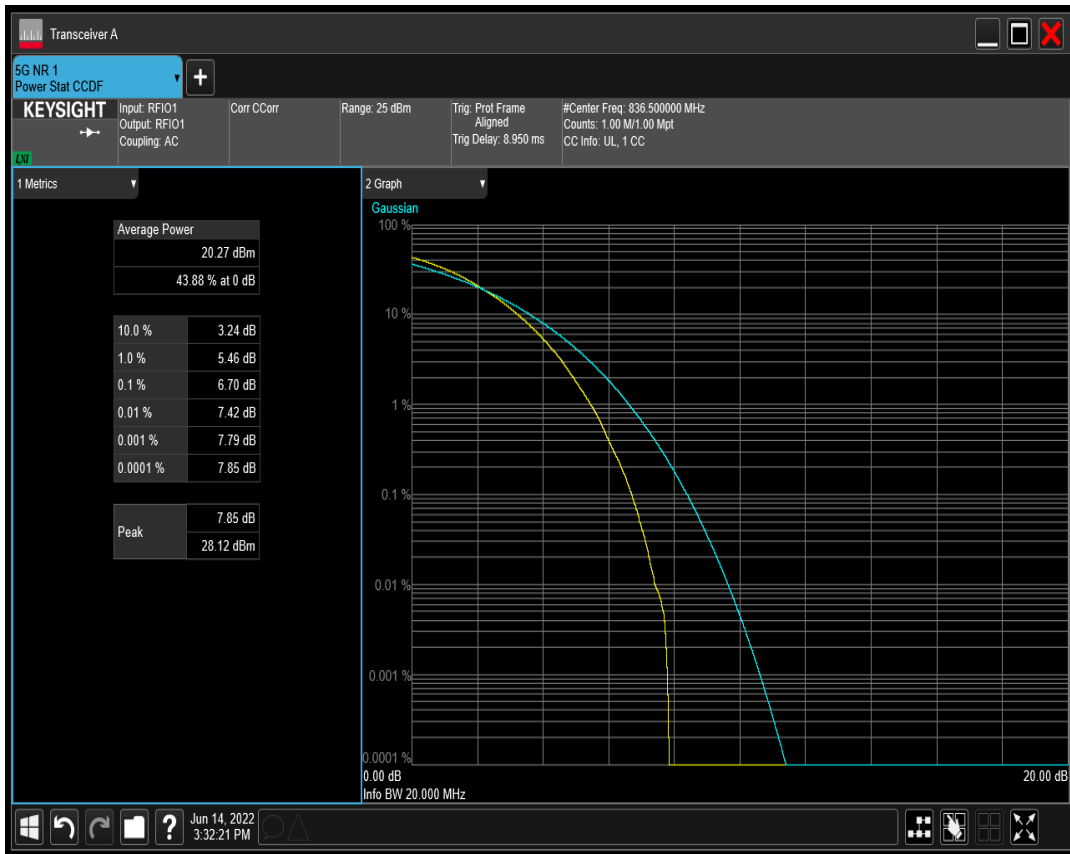 Transceiver A
5G NR 1
Power Stat CCDF
+
KEYSIGHT
LXI
Input: RFIO1
Output: RFIO1
Coupling: AC
Corr CCorr
Range: 25 dBm
Trig: Prot Frame
Aligned
Trig Delay: 8.950 ms
#Center Freq: 836.500000 MHz
Counts: 1.00 M/1.00 Mpt
CC Info: UL, 1 CC
1 Metrics
Average Power
20.27 dBm
43.88 % at 0 dB
10.0 % 3.24 dB
1.0 % 5.46 dB
0.1 % 6.70 dB
0.01 % 7.42 dB
0.001 % 7.79 dB
0.0001 % 7.85 dB
Peak
7.85 dB
28.12 dBm
2 Graph
Gaussian
100 %
10 %
1 %
0.1 %
0.01 %
0.001 %
0.0001 %
0.00 dB 20.00 dB
Info BW 20.000 MHz
?
Jun 14, 2022
3:32:21 PM